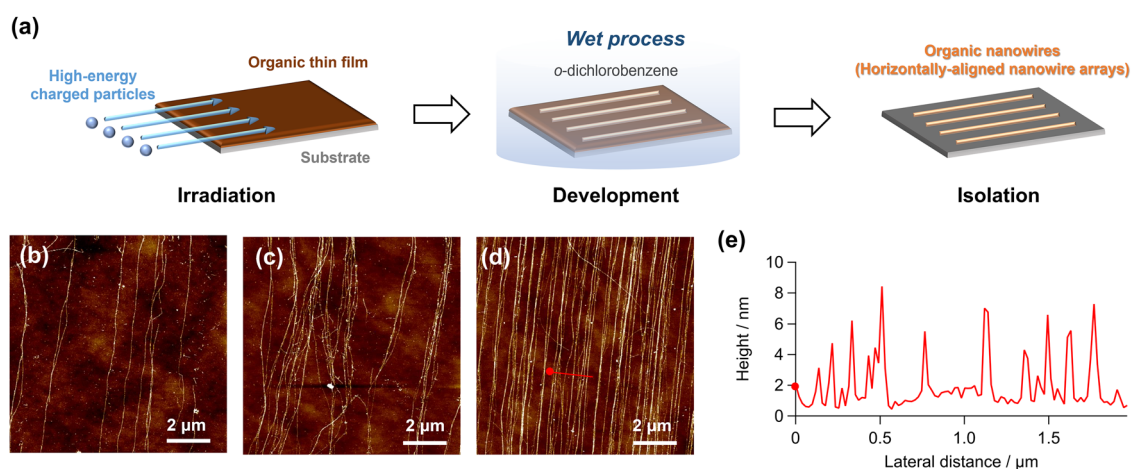 (a)
High-energy
charged particles
Organic thin film
Substrate
Irradiation
Wet process
o-dichlorobenzene
Development
Organic nanowires
(Horizontally-aligned nanowire arrays)
Isolation
(b)
2 µm
(c)
2 µm
(d)
2 µm
(e)
Height / nm
10
8
6
4
2
0
0
0.5
1.0
1.5
Lateral distance / µm